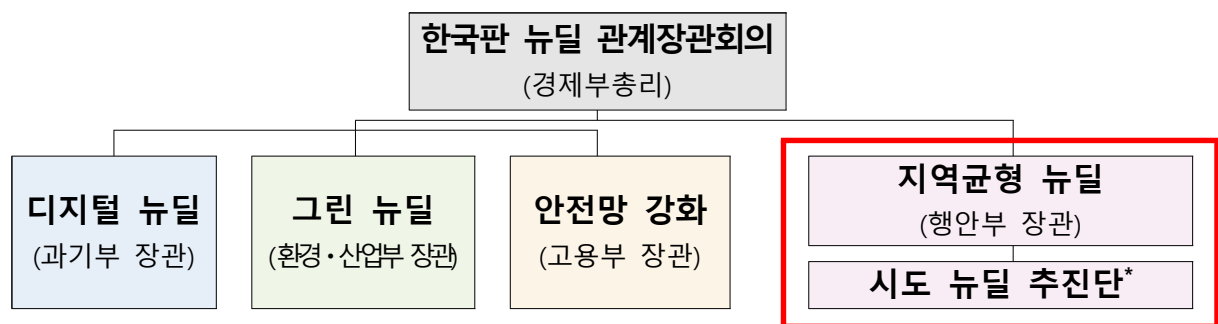 한국판 뉴딜 관계장관회의
(경제부총리)
디지털 뉴딜
(과기부 장관)
그린 뉴딜
(환경·산업부 장관)
안전망 강화
(고용부 장관)
지역균형 뉴딜
(행안부 장관)
시도 뉴딜 추진단*